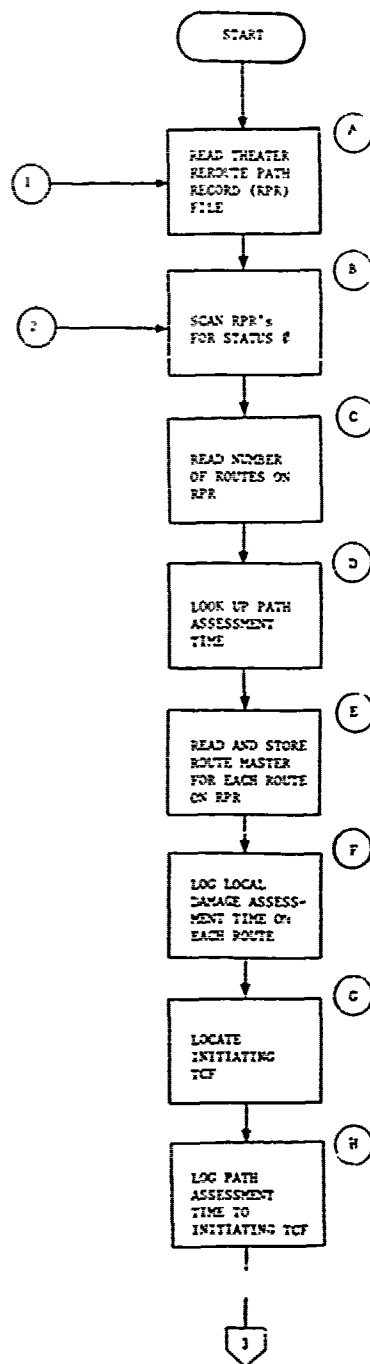 START
A
READ THEATER
REROUTE PATH
RECORD (RPR)
FILE
1
B
SCAN RPR's
FOR STATUS Ø
2
C
READ NUMBER
OF ROUTES ON
RPR
D
LOOK UP PATH
ASSESSMENT
TIME
E
READ AND STORE
ROUTE MASTER
FOR EACH ROUTE
ON RPR
F
LOG LOCAL
DAMAGE ASSESS-
MENT TIME ON
EACH ROUTE
G
LOCATE
INITIATING
TCF
H
LOG PATH
ASSESSMENT
TIME TO
INITIATING TCF
3